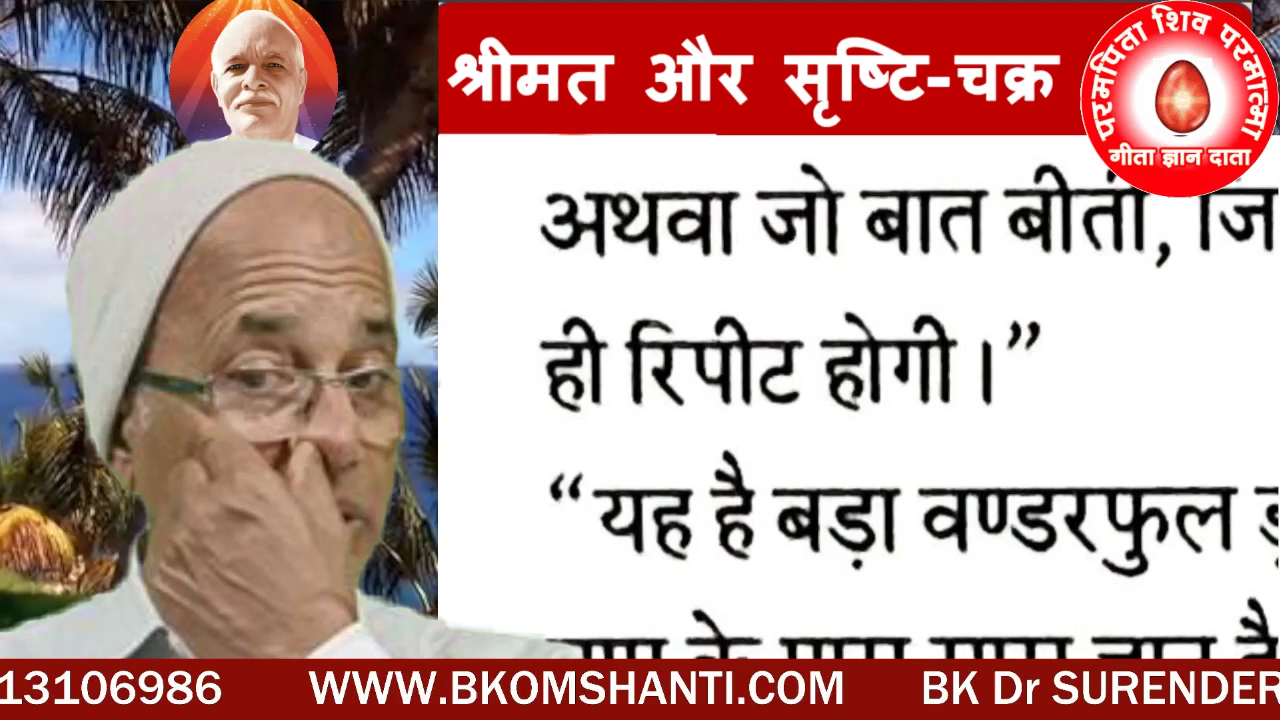 श्रीमत और सृष्टि-चक्र
परमपिता शिव परमात्मा
गीता ज्ञान दाता
अथवा जो बात बीती, जि
ही रिपीट होगी।”
“यह है बड़ा वण्डरफुल
13106986 WWW.BKOMSHANTI.COM BK Dr SURENDER